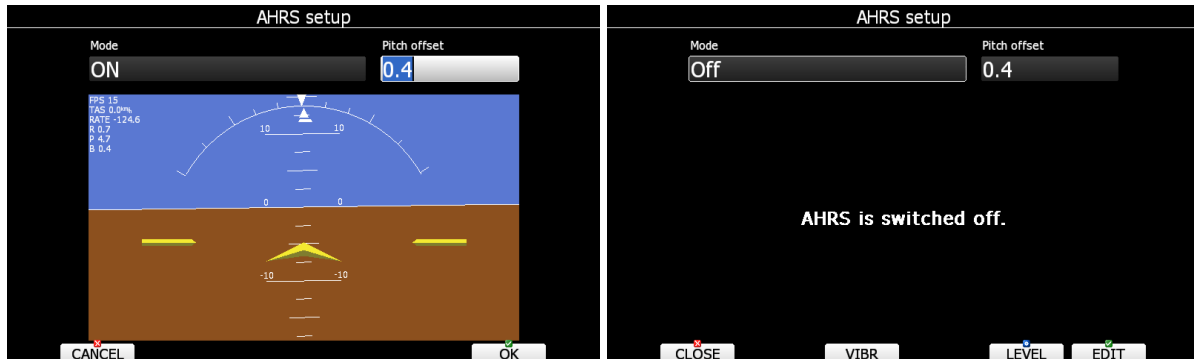 AHRS setup
Mode
Pitch offset
ON
0.4
FPS 15
TAS 0.0km/h
RATE -124.6
R 0.7
P 4.7
B 0.4
10 10
0 0
-10 -10
CANCEL
OK
AHRS setup
Mode
Pitch offset
Off
0.4
AHRS is switched off.
CLOSE
VIBR
LEVEL
EDIT